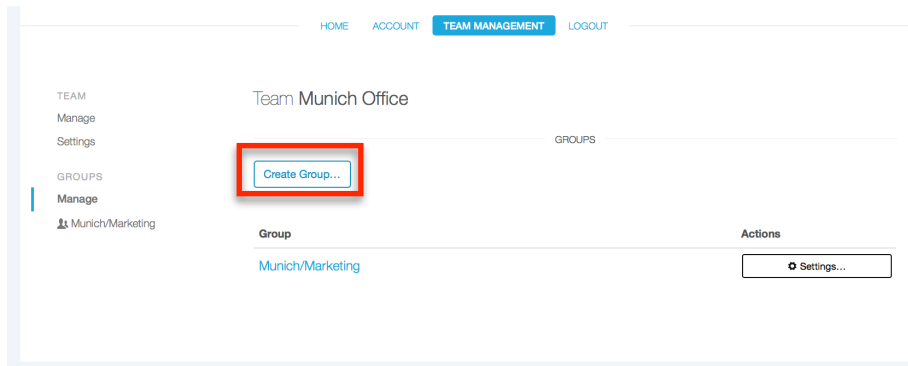 HOME ACCOUNT TEAM MANAGEMENT LOGOUT
TEAM
Manage
Settings
GROUPS
Manage
Munich/Marketing
Team Munich Office
GROUPS
Create Group...
Group Actions
Munich/Marketing Settings...